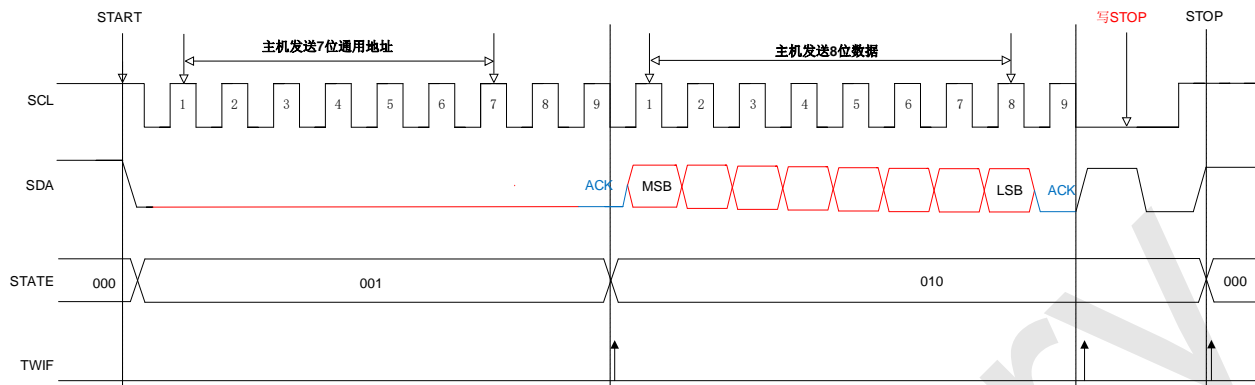 START 写STOP STOP
主机发送7位通用地址 主机发送8位数据
SCL 1 2 3 4 5 6 7 8 9 1 2 3 4 5 6 7 8 9
SDA ACK MSB LSB ACK
STATE 000 001 010 000
TWIF